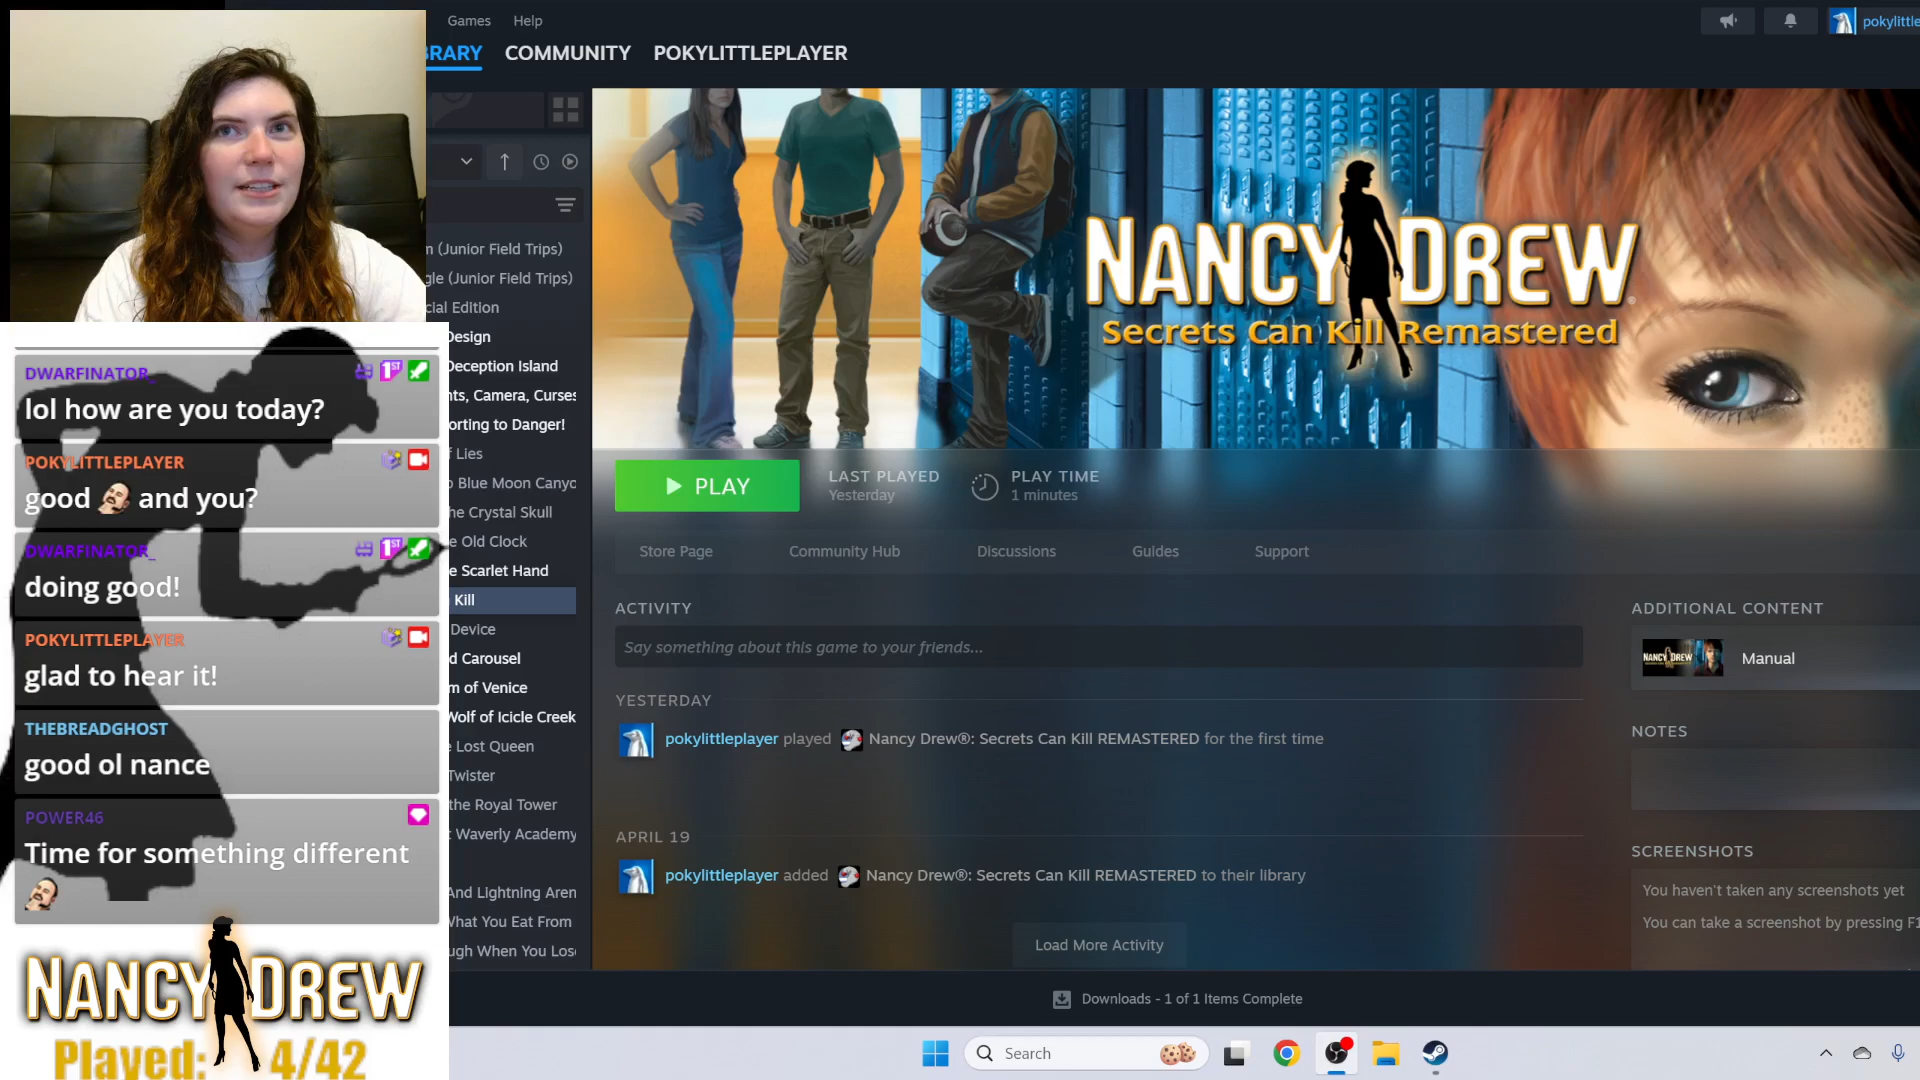 Games Help
BRARY COMMUNITY POKYLITTLEPLAYER
pokylittle
n (Junior Field Trips)
gle (Junior Field Trips)
cial Edition
Design
Deception Island
hts, Camera, Curses
orting to Danger!
f Lies
o Blue Moon Canyo
he Crystal Skull
e Old Clock
e Scarlet Hand
Kill
Device
d Carousel
m of Venice
Wolf of Icicle Creek
e Lost Queen
Twister
the Royal Tower
t Waverly Academy
And Lightning Aren
What You Eat From
ugh When You Lose
NANCY DREW
Secrets Can Kill Remastered
PLAY
LAST PLAYED
Yesterday
PLAY TIME
1 minutes
Store Page Community Hub Discussions Guides Support
ACTIVITY
Say something about this game to your friends...
YESTERDAY
pokylittleplayer played Nancy Drew®: Secrets Can Kill REMASTERED for the first time
APRIL 19
pokylittleplayer added Nancy Drew®: Secrets Can Kill REMASTERED to their library
Load More Activity
ADDITIONAL CONTENT
NANCY DREW
Manual
NOTES
SCREENSHOTS
You haven't taken any screenshots yet
You can take a screenshot by pressing F1
Downloads - 1 of 1 Items Complete
Search
DWARFINATOR_
1ST
lol how are you today?
POKYLITTLEPLAYER
good and you?
DWARFINATOR_
1ST
doing good!
POKYLITTLEPLAYER
glad to hear it!
THEBREADGHOST
good ol nance
POWER46
Time for something different
NANCY DREW
Played: 4/42